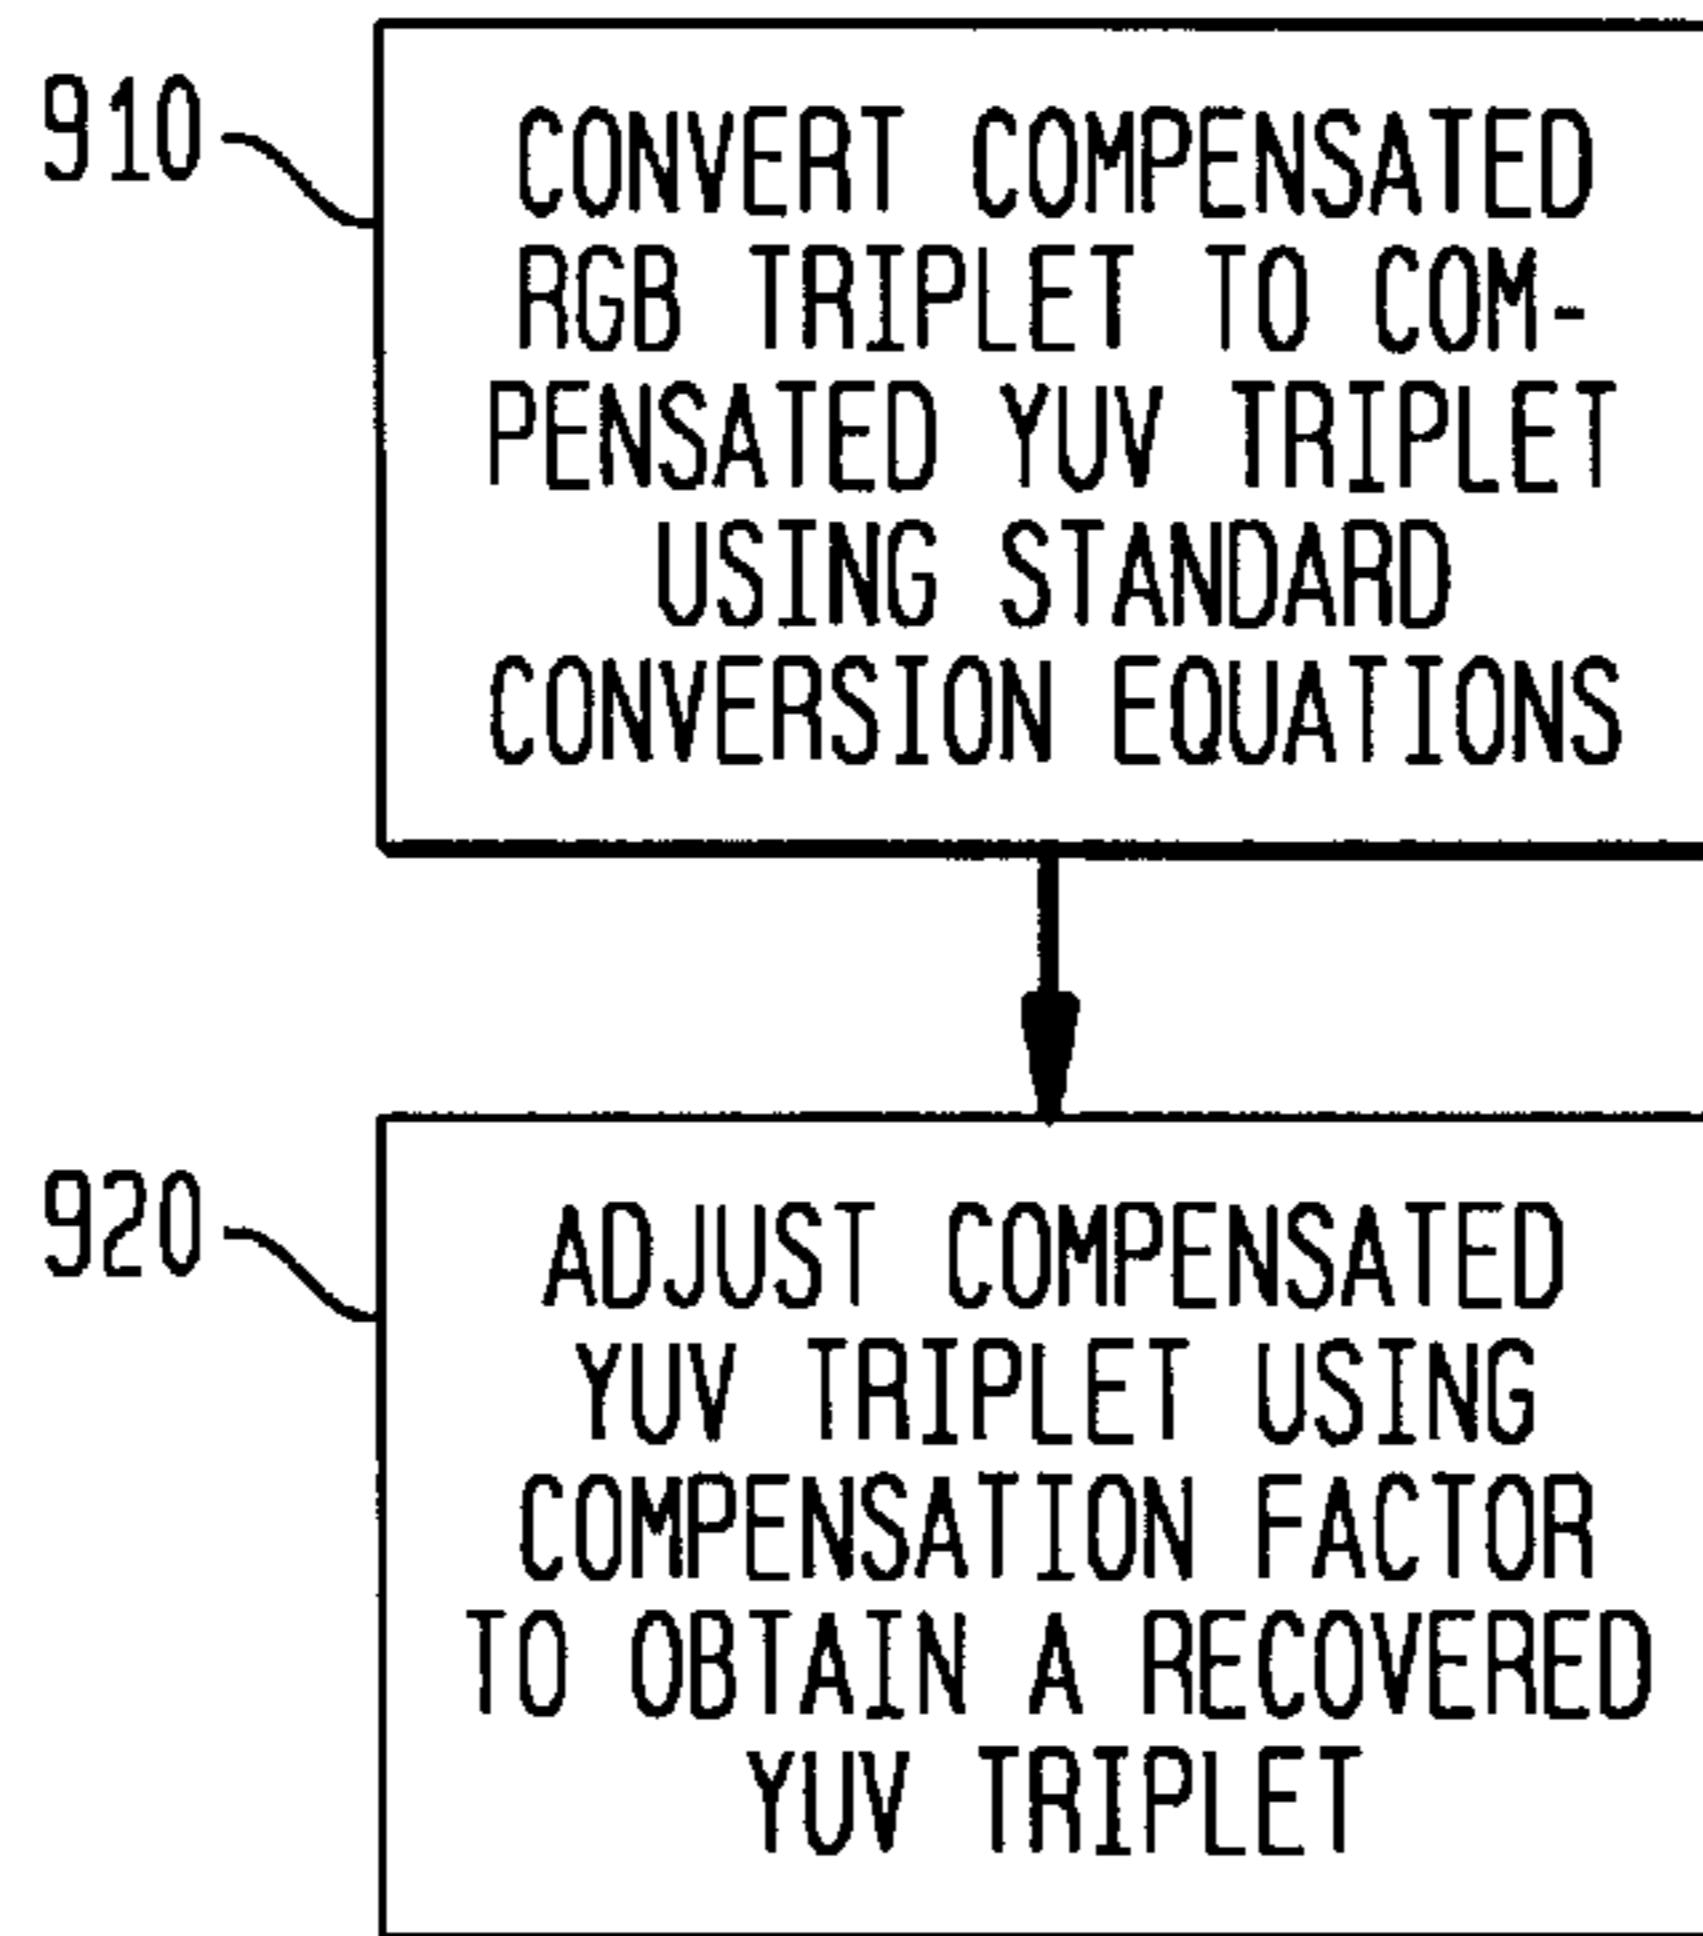 910
CONVERT COMPENSATED
RGB TRIPLET TO COM-
PENSATED YUV TRIPLET
USING STANDARD
CONVERSION EQUATIONS
920
ADJUST COMPENSATED
YUV TRIPLET USING
COMPENSATION FACTOR
TO OBTAIN A RECOVERED
YUV TRIPLET